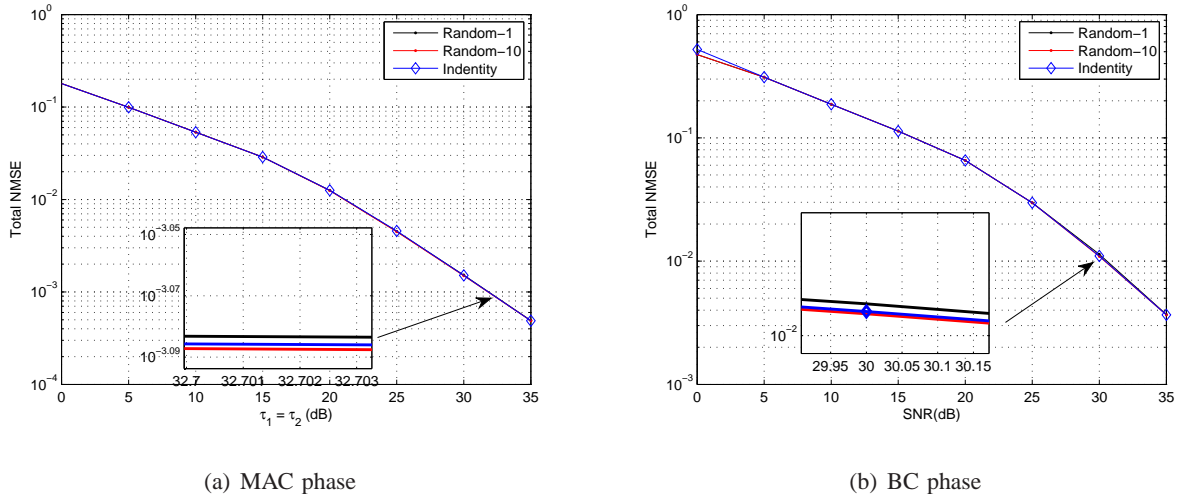 10^0
10^{-1}
10^{-2}
10^{-3}
10^{-4}
Total NMSE
0 5 10 15 20 25 30 35
τ_1 = τ_2 (dB)
Random−1
Random−10
Indentity
10^{−3.05}
10^{−3.07}
10^{−3.09}
32.7 32.701 32.702 32.703
(a) MAC phase
10^0
10^{-1}
10^{-2}
10^{-3}
Total NMSE
0 5 10 15 20 25 30 35
SNR(dB)
Random−1
Random−10
Indentity
10^{−2}
29.95 30 30.05 30.1 30.15
(b) BC phase